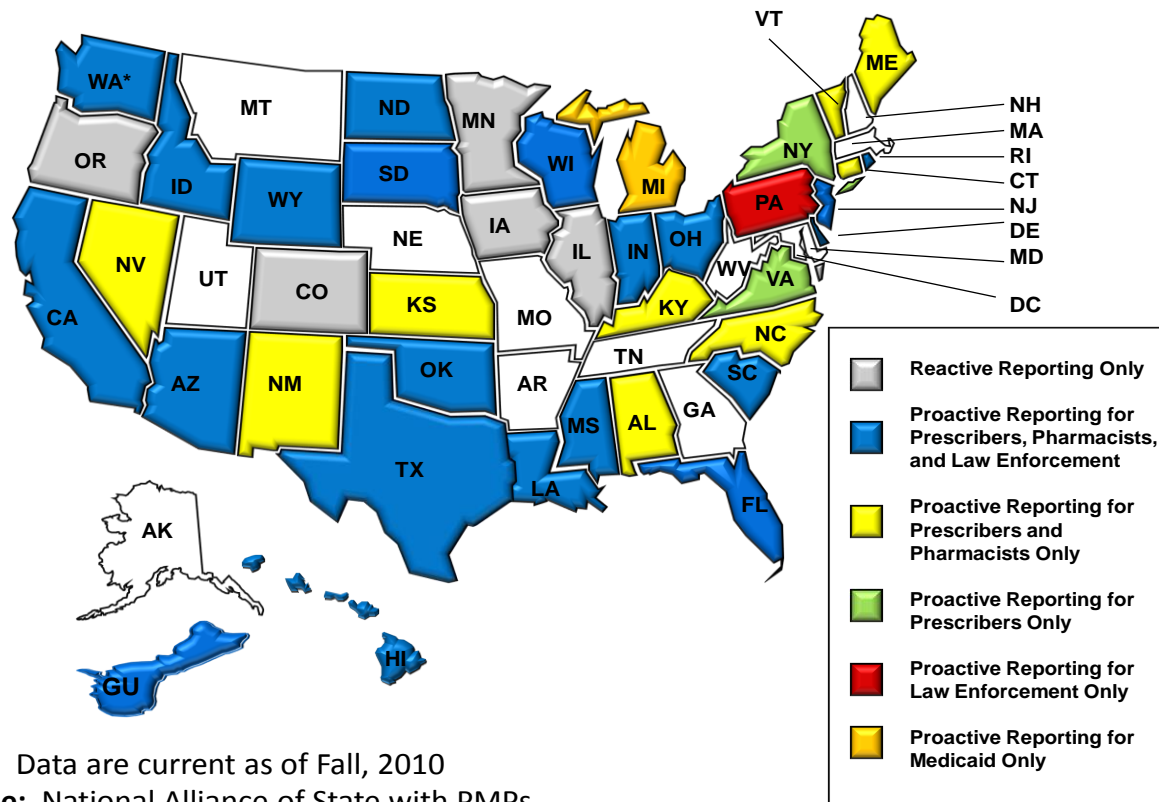 VT
ME
WA*
MT
ND
MN
NH
MA
OR
NY
WI
RI
ID
SD
MI
CT
WY
PA
NJ
IA
NE
OH
DE
IL
IN
MD
NV
UT
WV
VA
CO
KS
KY
DC
CA
MO
NC
TN
OK
SC
AZ
NM
AR
GA
MS
AL
TX
LA
FL
AK
HI
GU
Reactive Reporting Only
Proactive Reporting for
Prescribers, Pharmacists,
and Law Enforcement
Proactive Reporting for
Prescribers and
Pharmacists Only
Proactive Reporting for
Prescribers Only
Proactive Reporting for
Law Enforcement Only
Proactive Reporting for
Medicaid Only
Data are current as of Fall, 2010
National Alliance of State with PMPs